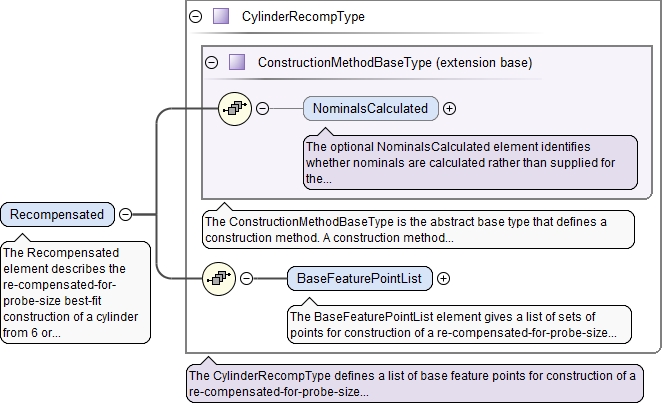 CylinderRecompType
ConstructionMethodBaseType (extension base)
NominalsCalculated
The optional NominalsCalculated element identifies
whether nominals are calculated rather than supplied for
the...
Recompensated
The Recompensated
element describes the
re-compensated-for-
probe-size best-fit
construction of a cylinder
from 6 or...
The ConstructionMethodBaseType is the abstract base type that defines a
construction method. A construction method...
BaseFeaturePointList
The BaseFeaturePointList element gives a list of sets of
points for construction of a re-compensated-for-probe-size...
The CylinderRecompType defines a list of base feature points for construction of a
re-compensated-for-probe-size...